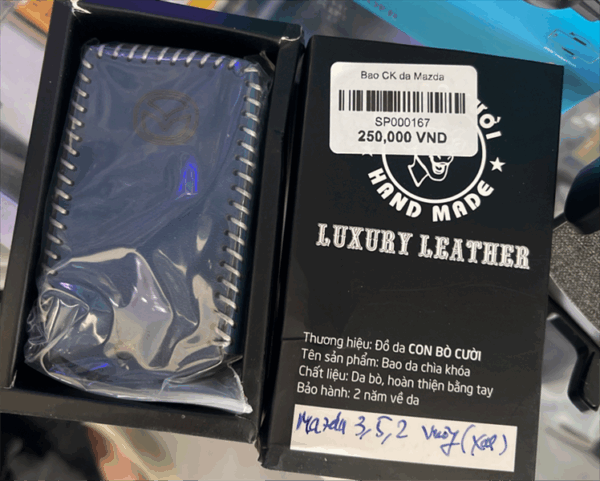 Bao CK da Mazda
SP000167
250,000 VND
HAND MADE
LUXURY LEATHER
Thương hiệu: Đồ da CON BÒ CƯỜI
Tên sản phẩm: Bao da chìa khóa
Chất liệu: Da bò, hoàn thiện bằng tay
Bảo hành: 2 năm về da
Mazda 3,5,2